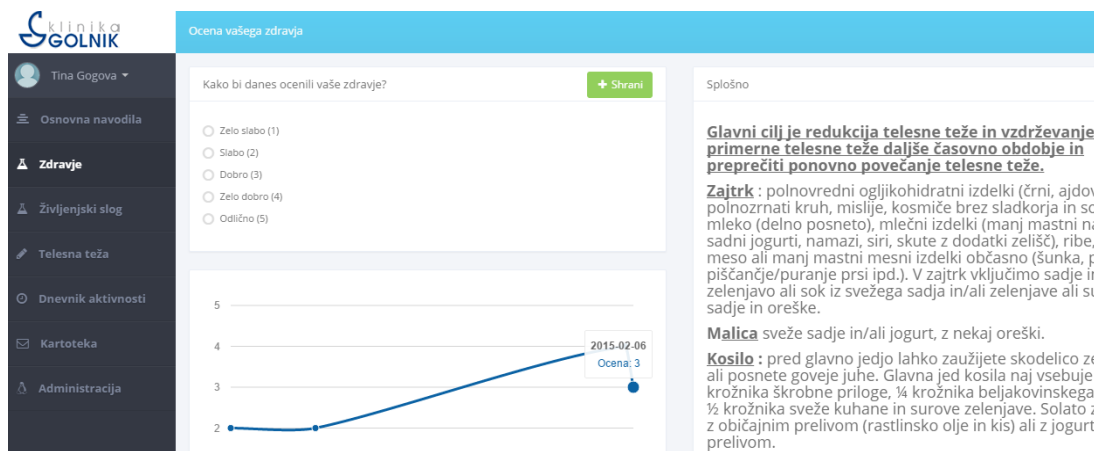 klinika
GOLNIK
Ocena vašega zdravja
Tina Gogova
Osnovna navodila
Zdravje
Življenjski slog
Telesna teža
Dnevnik aktivnosti
Kartoteka
Administracija
Kako bi danes ocenili vaše zdravje?
+ Shrani
Zelo slabo (1)
Slabo (2)
Dobro (3)
Zelo dobro (4)
Odlično (5)
5
4
3
2
2015-02-06
Ocena: 3
Splošno
Glavni cilj je redukcija telesne teže in vzdrževanje
primerne telesne teže daljše časovno obdobje in
preprečiti ponovno povečanje telesne teže.
Zajtrk : polnovredni ogljikohidratni izdelki (črni, ajdov
polnozrnati kruh, mislije, kosmiče brez sladkorja in so
mleko (delno posneto), mlečni izdelki (manj mastni na
sadni jogurti, namazi, siri, skute z dodatki zelišč), ribe,
meso ali manj mastni mesni izdelki občasno (šunka, p
piščančje/puranje prsi ipd.). V zajtrk vključimo sadje i
zelenjavo ali sok iz svežega sadja in/ali zelenjave ali su
sadje in oreške.
Malica sveže sadje in/ali jogurt, z nekaj oreški.
Kosilo : pred glavno jedjo lahko zaužijete skodelico ze
ali posnete goveje juhe. Glavna jed kosila naj vsebuje
krožnika škrobne priloge, ¼ krožnika beljakovinskega
½ krožnika sveže kuhane in surove zelenjave. Solato z
z običajnim prelivom (rastlinsko olje in kis) ali z jogurt
prelivom.